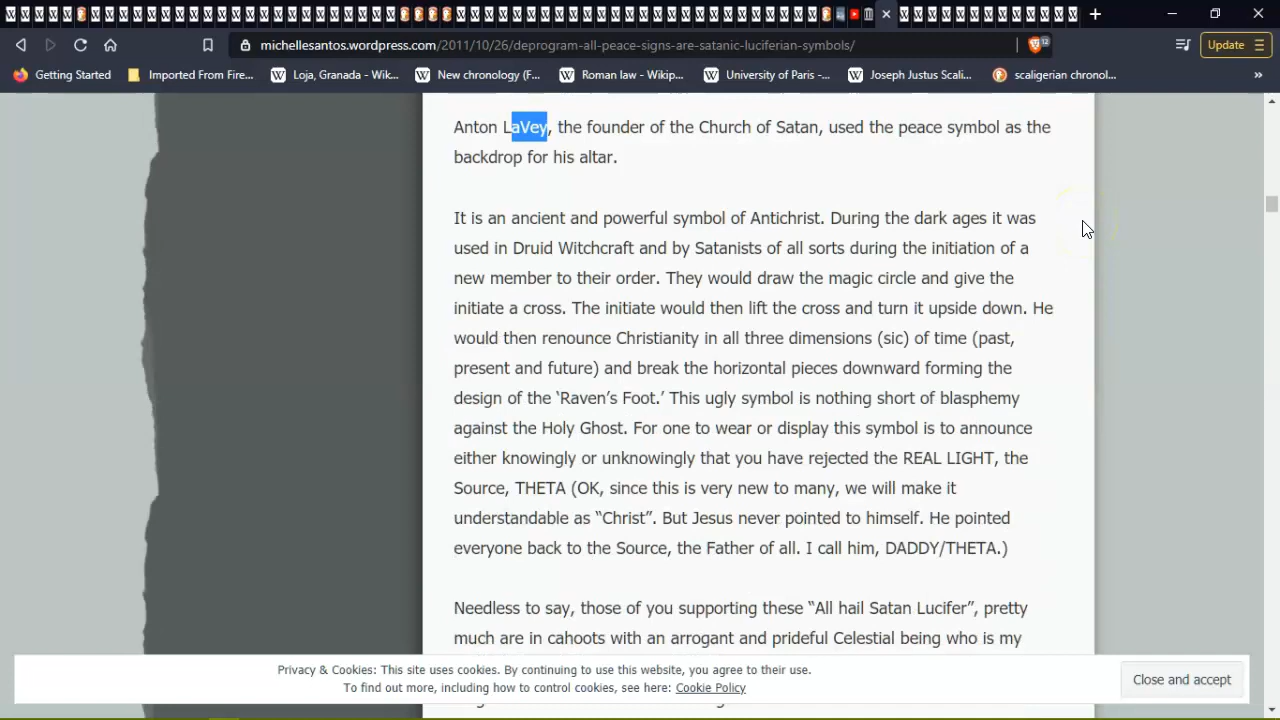 michellesantos.wordpress.com/2011/10/26/deprogram-all-peace-signs-are-satanic-luciferian-symbols/
12
Update
Getting Started
Imported From Fire...
Loja, Granada - Wik...
New chronology (F...
Roman law - Wikip...
University of Paris -...
Joseph Justus Scali...
scaligerian chronol...
»
Anton LaVey, the founder of the Church of Satan, used the peace symbol as the
backdrop for his altar.
It is an ancient and powerful symbol of Antichrist. During the dark ages it was
used in Druid Witchcraft and by Satanists of all sorts during the initiation of a
new member to their order. They would draw the magic circle and give the
initiate a cross. The initiate would then lift the cross and turn it upside down. He
would then renounce Christianity in all three dimensions (sic) of time (past,
present and future) and break the horizontal pieces downward forming the
design of the ‘Raven’s Foot.’ This ugly symbol is nothing short of blasphemy
against the Holy Ghost. For one to wear or display this symbol is to announce
either knowingly or unknowingly that you have rejected the REAL LIGHT, the
Source, THETA (OK, since this is very new to many, we will make it
understandable as “Christ”. But Jesus never pointed to himself. He pointed
everyone back to the Source, the Father of all. I call him, DADDY/THETA.)
Needless to say, those of you supporting these “All hail Satan Lucifer”, pretty
much are in cahoots with an arrogant and prideful Celestial being who is my
Privacy & Cookies: This site uses cookies. By continuing to use this website, you agree to their use.
To find out more, including how to control cookies, see here: Cookie Policy
Close and accept